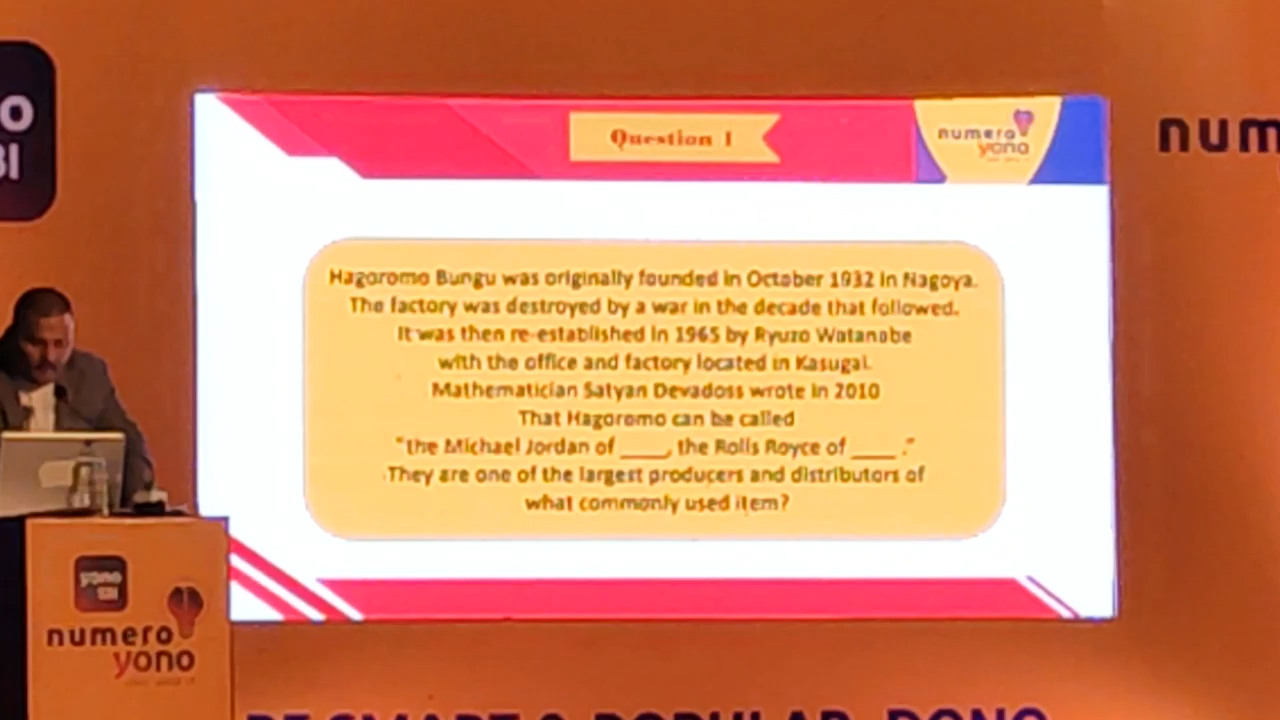 Question 1
numero
yono
num
Hagoromo Bungu was originally founded in October 1932 in Nagoya.
The factory was destroyed by a war in the decade that followed.
It was then re-established in 1965 by Ryuzo Watanabe
with the office and factory located in Kasugai.
Mathematician Satyan Devadoss wrote in 2010
That Hagoromo can be called
"the Michael Jordan of ____, the Rolls Royce of ____."
They are one of the largest producers and distributors of
what commonly used item?
yono
SBI
numero
yono